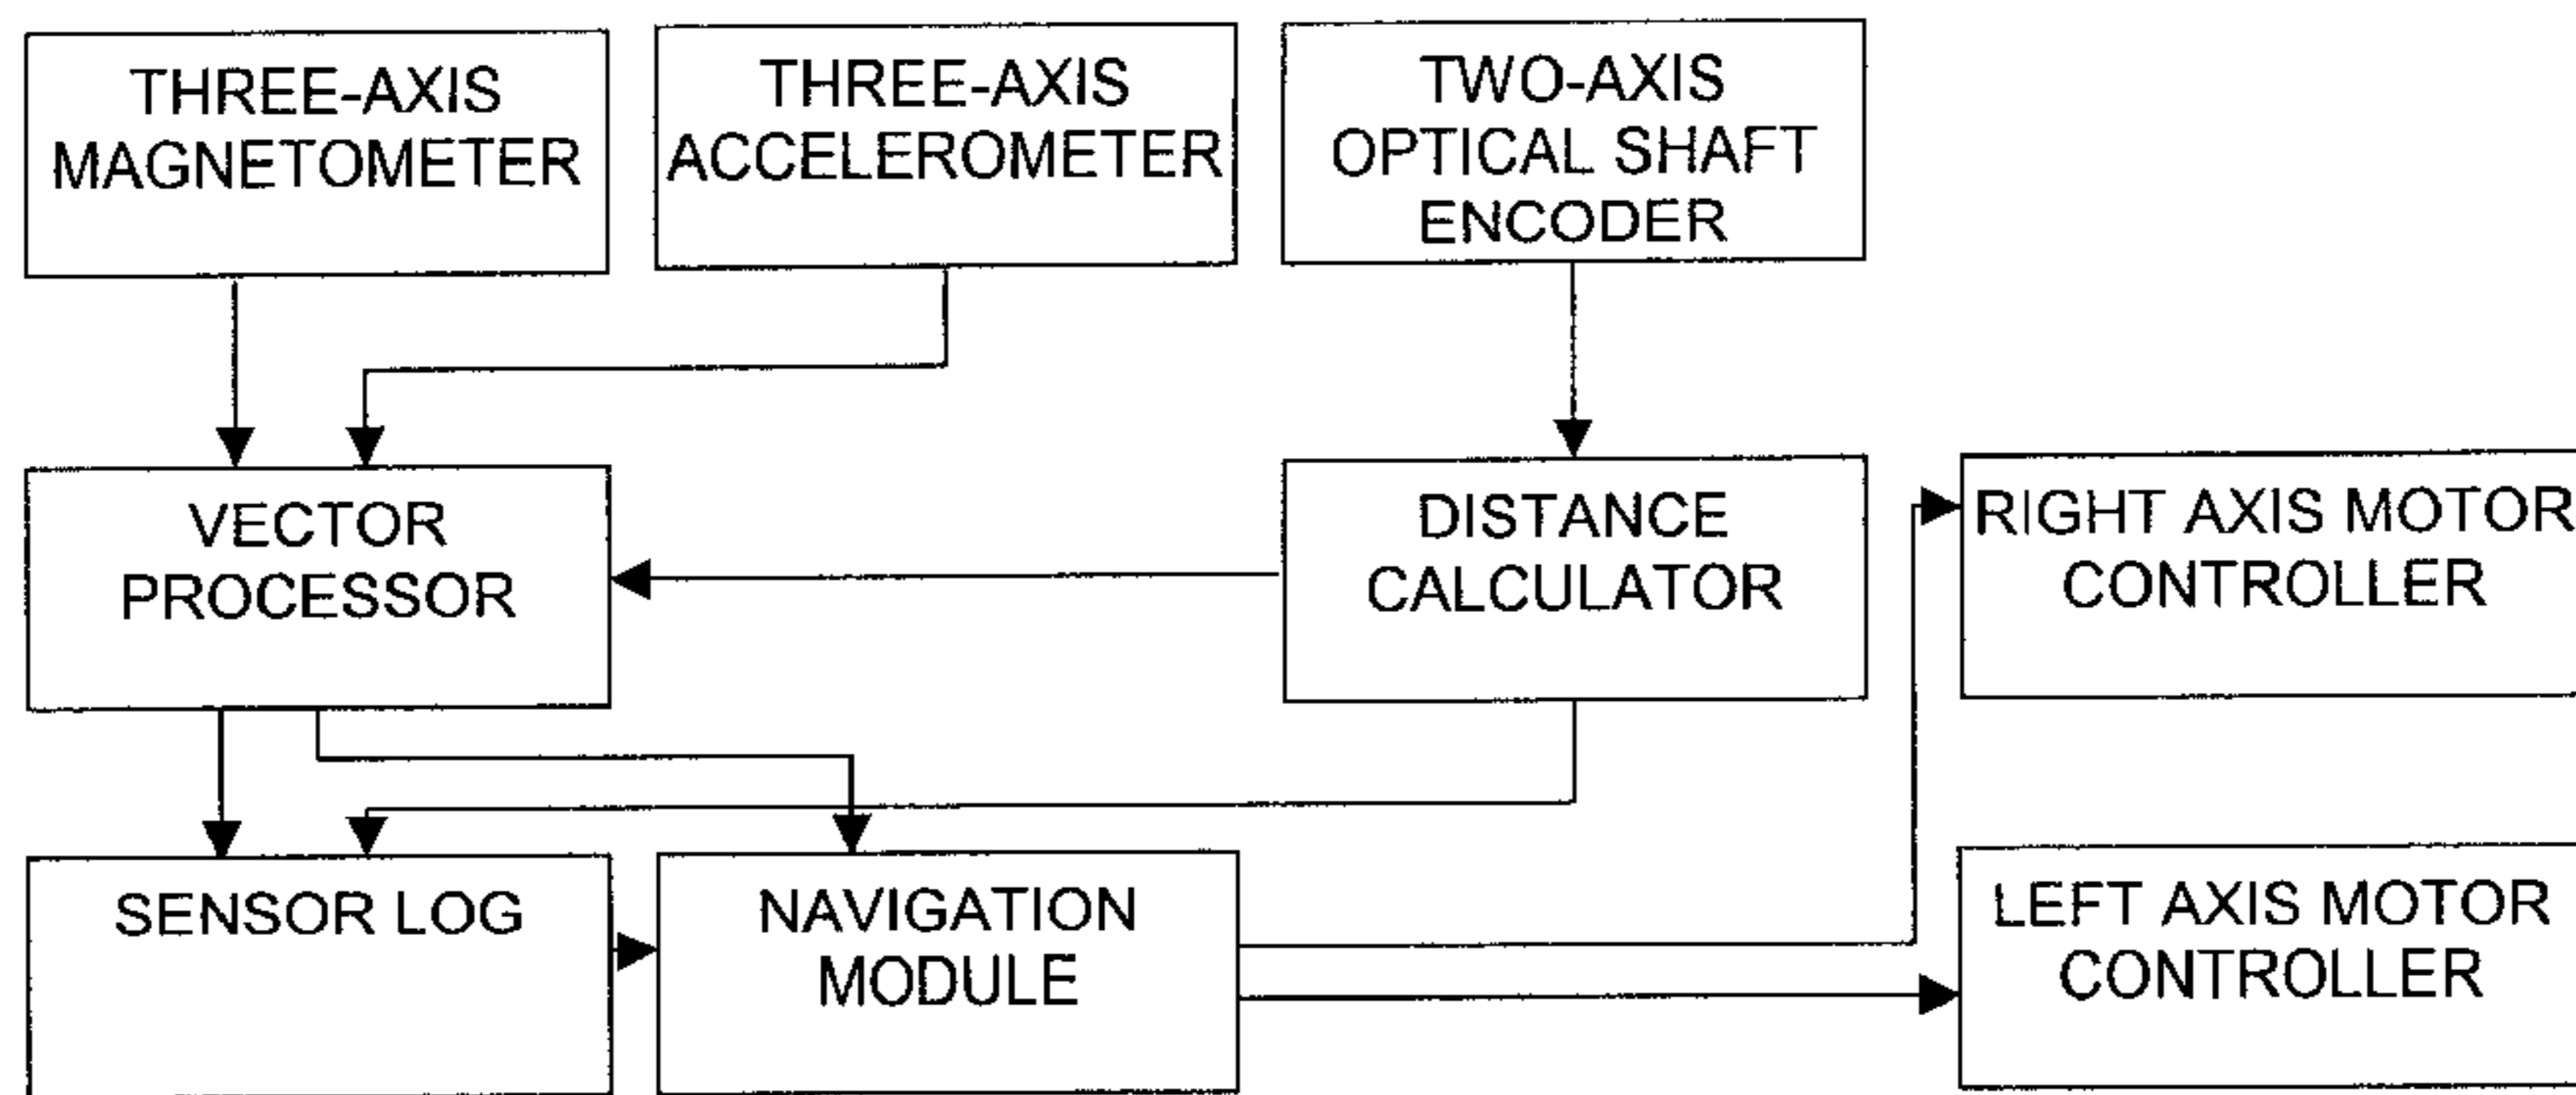 THREE-AXIS
MAGNETOMETER
THREE-AXIS
ACCELEROMETER
TWO-AXIS
OPTICAL SHAFT
ENCODER
VECTOR
PROCESSOR
DISTANCE
CALCULATOR
RIGHT AXIS MOTOR
CONTROLLER
SENSOR LOG
NAVIGATION
MODULE
LEFT AXIS MOTOR
CONTROLLER